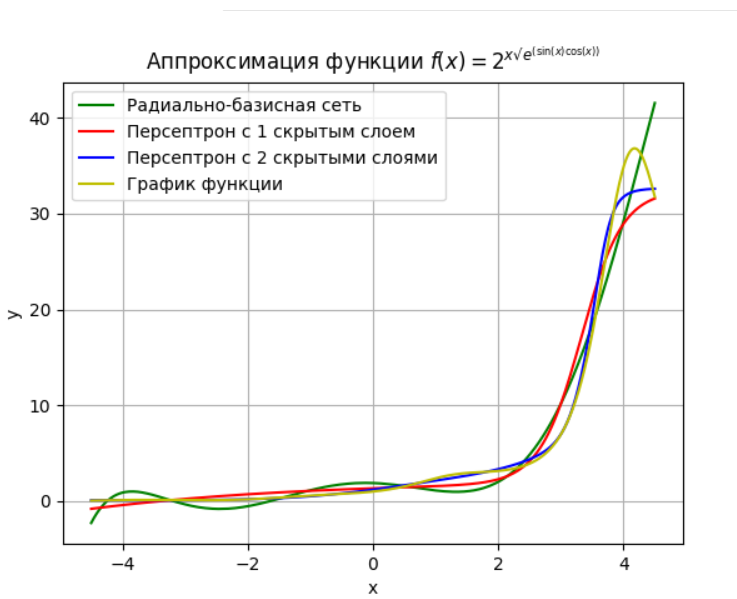 Аппроксимация функции f(x) = 2^{x√e^{(sin(x)cos(x))}}
Радиально-базисная сеть
Персептрон с 1 скрытым слоем
Персептрон с 2 скрытыми слоями
График функции
40
30
20
10
0
y
−4 −2 0 2 4
x